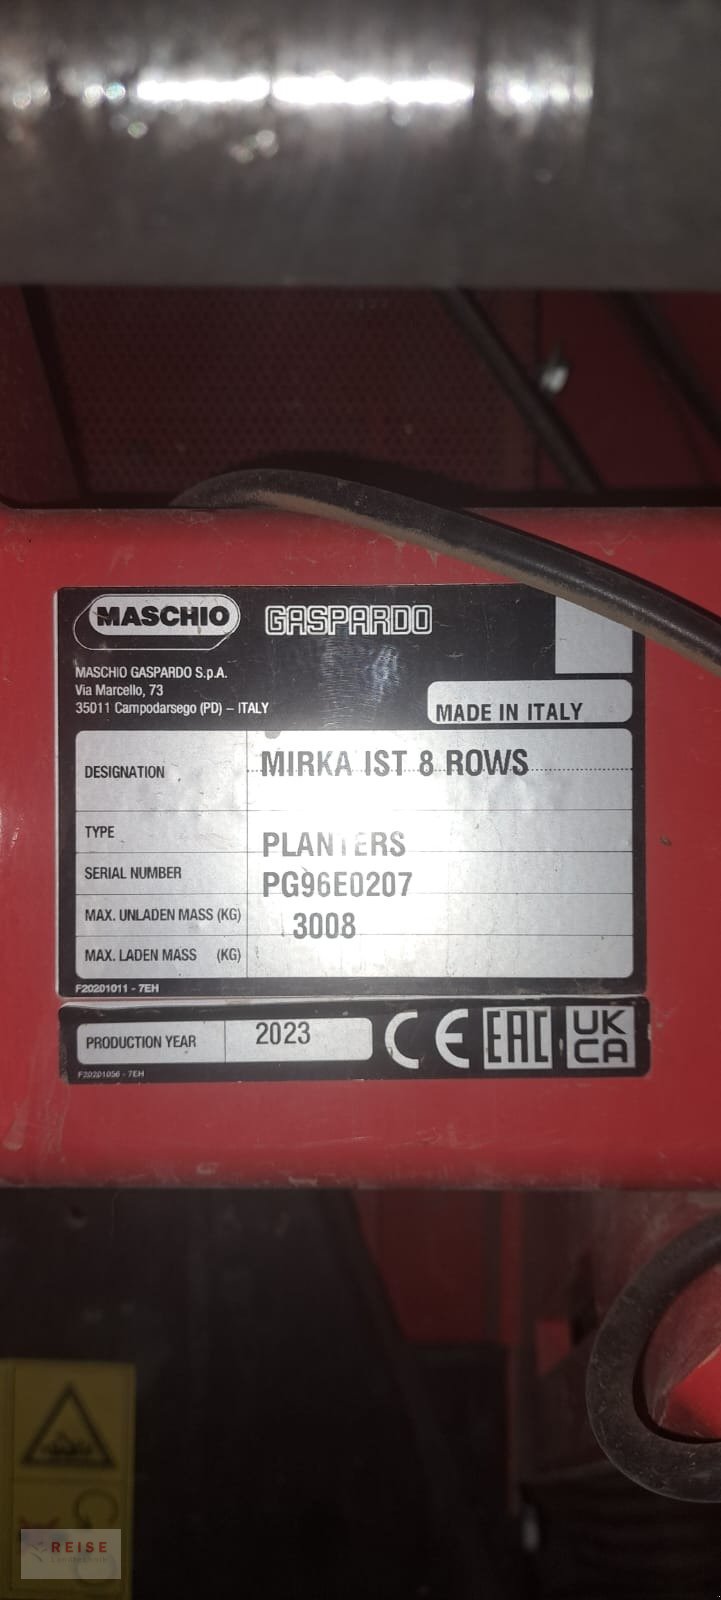 MASCHIO GASPARDO
MASCHIO GASPARDO S.p.A.
Via Marcello, 73
35011 Campodarsego (PD) – ITALY
MADE IN ITALY
DESIGNATION MIRKA IST 8 ROWS
TYPE PLANTERS
SERIAL NUMBER PG96E0207
MAX. UNLADEN MASS (KG) 3008
MAX. LADEN MASS (KG)
F20201011 - 7EH
PRODUCTION YEAR 2023 CE EAC UK CA
F20201056 - 7EH
REISE
Landtechnik